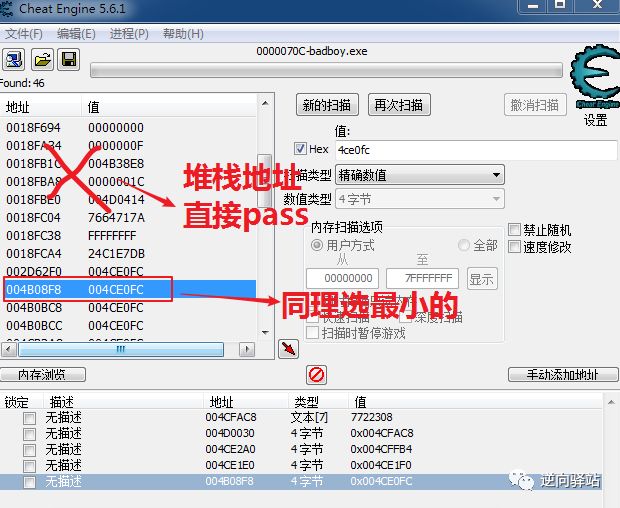 Cheat Engine 5.6.1
文件(F) 编辑(E) 进程(P) 帮助(H)
0000070C-badboy.exe
Found: 46
设置
地址 值
0018F694 00000000
0018FA34 0000000F
0018FB1C 004B38E8
0018FBA8 0000001C
0018FBE0 004D0414
0018FC04 7664717A
0018FC38 FFFFFFFF
0018FCA4 24C1E7DB
002D62F0 004CE0FC
004B08F8 004CE0FC
004B0BC8 004CE0FC
004B0BCC 004CE0FC
堆栈地址
直接pass
同理选最小的
新的扫描 再次扫描 撤消扫描
值:
Hex 4ce0fc
扫描类型 精确数值
数值类型 4 字节
内存扫描选项
用户方式 全部
从 至
00000000 7FFFFFFF 显示
快速扫描 深度扫描
扫描时暂停游戏
禁止随机
速度修改
内存浏览 手动添加地址
锁定 描述 地址 类型 值
无描述 004CFAC8 文本[7] 7722308
无描述 004D0030 4 字节 0x004CFAC8
无描述 004CE2A0 4 字节 0x004CFFB4
无描述 004CE1E0 4 字节 0x004CE1F0
无描述 004B08F8 4 字节 0x004CE0FC
逆向驿站